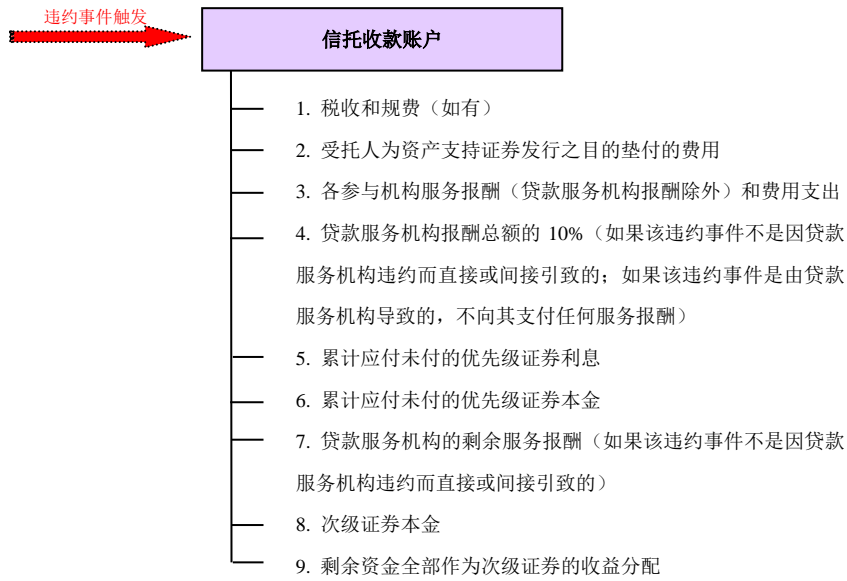 违约事件触发
信托收款账户
1. 税收和规费（如有）
2. 受托人为资产支持证券发行之目的垫付的费用
3. 各参与机构服务报酬（贷款服务机构报酬除外）和费用支出
4. 贷款服务机构报酬总额的 10%（如果该违约事件不是因贷款
服务机构违约而直接或间接引致的；如果该违约事件是由贷款
服务机构导致的，不向其支付任何服务报酬）
5. 累计应付未付的优先级证券利息
6. 累计应付未付的优先级证券本金
7. 贷款服务机构的剩余服务报酬（如果该违约事件不是因贷款
服务机构违约而直接或间接引致的）
8. 次级证券本金
9. 剩余资金全部作为次级证券的收益分配